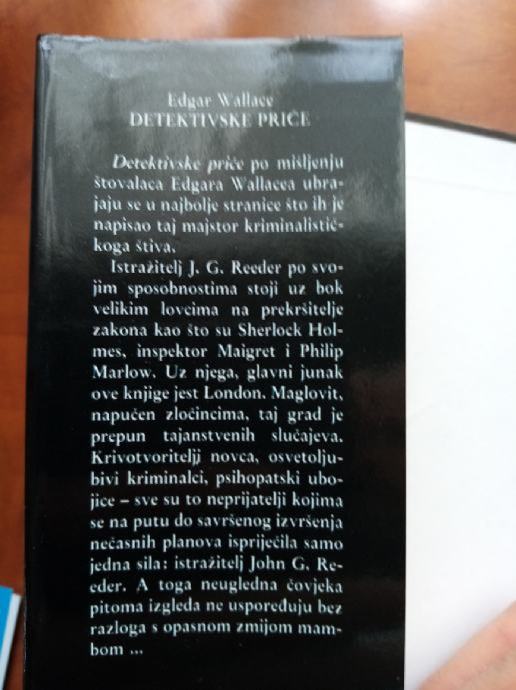 Edgar Wallace
DETEKTIVSKE PRIČE
Detektivske priče po mišljenju
štovalaca Edgara Wallacea ubra-
jaju se u najbolje stranice što ih je
napisao taj majstor kriminalistič-
koga štiva.
Istražitelj J. G. Reeder po svo-
jim sposobnostima stoji uz bok
velikim lovcima na prekršitelje
zakona kao što su Sherlock Hol-
mes, inspektor Maigret i Philip
Marlow. Uz njega, glavni junak
ove knjige jest London. Maglovit,
napučen zločincima, taj grad je
prepun tajanstvenih slučajeva.
Krivotvoritelji novca, osvetolju-
bivi kriminalci, psihopatski ubo-
jice – sve su to neprijatelji kojima
se na putu do savršenog izvršenja
nečasnih planova ispriječila samo
jedna sila: istražitelj John G. Re-
eder. A toga neugledna čovjeka
pitoma izgleda ne uspoređuju bez
razloga s opasnom zmijom mam-
bom ...